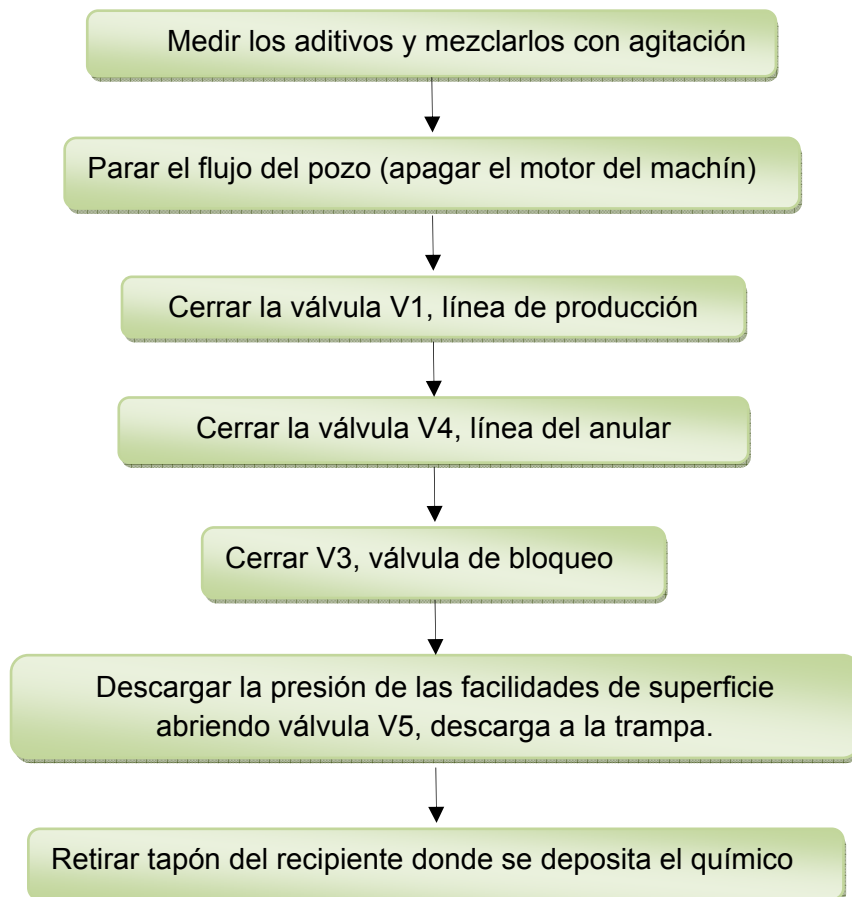 Medir los aditivos y mezclarlos con agitación
Parar el flujo del pozo (apagar el motor del machín)
Cerrar la válvula V1, línea de producción
Cerrar la válvula V4, línea del anular
Cerrar V3, válvula de bloqueo
Descargar la presión de las facilidades de superficie
abriendo válvula V5, descarga a la trampa.
Retirar tapón del recipiente donde se deposita el químico